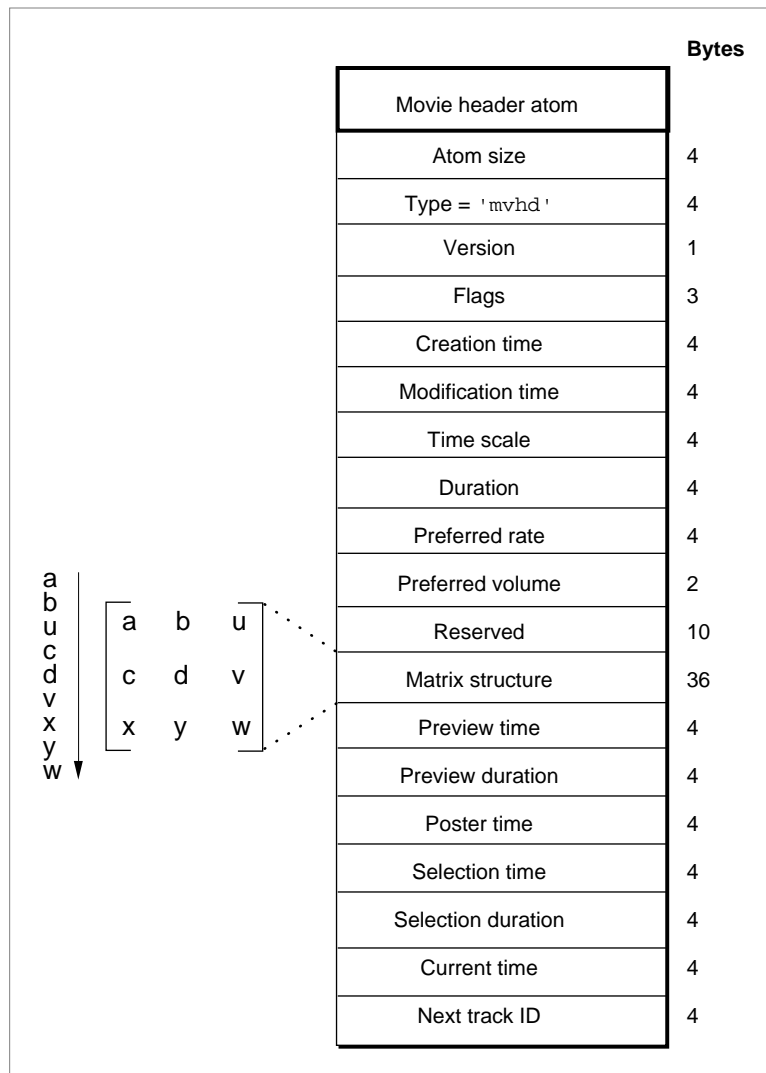 Bytes
Movie header atom
Atom size 4
Type = 'mvhd' 4
Version 1
Flags 3
Creation time 4
Modification time 4
Time scale 4
Duration 4
Preferred rate 4
Preferred volume 2
Reserved 10
Matrix structure 36
Preview time 4
Preview duration 4
Poster time 4
Selection time 4
Selection duration 4
Current time 4
Next track ID 4
a
b
u
c
d
v
x
y
w
a b u
c d v
x y w